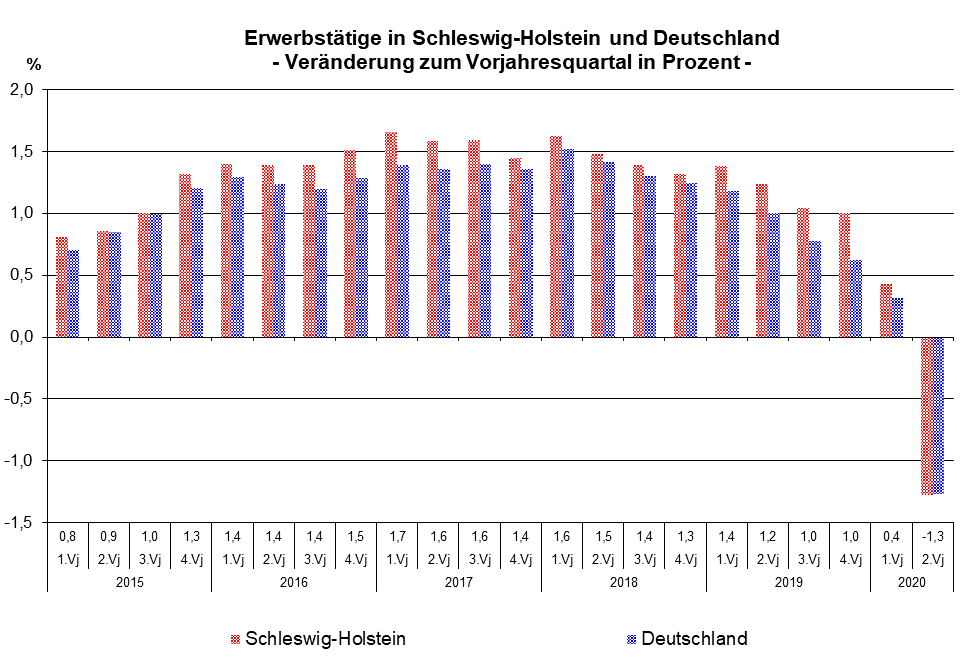 Erwerbstätige in Schleswig-Holstein und Deutschland
- Veränderung zum Vorjahresquartal in Prozent -
%
2,0
1,5
1,0
0,5
0,0
-0,5
-1,0
-1,5
0,8 0,9 1,0 1,3 1,4 1,4 1,4 1,5 1,7 1,6 1,6 1,4 1,6 1,5 1,4 1,3 1,4 1,2 1,0 1,0 0,4 -1,3
1.Vj 2.Vj 3.Vj 4.Vj 1.Vj 2.Vj 3.Vj 4.Vj 1.Vj 2.Vj 3.Vj 4.Vj 1.Vj 2.Vj 3.Vj 4.Vj 1.Vj 2.Vj 3.Vj 4.Vj 1.Vj 2.Vj
2015 2016 2017 2018 2019 2020
Schleswig-Holstein Deutschland